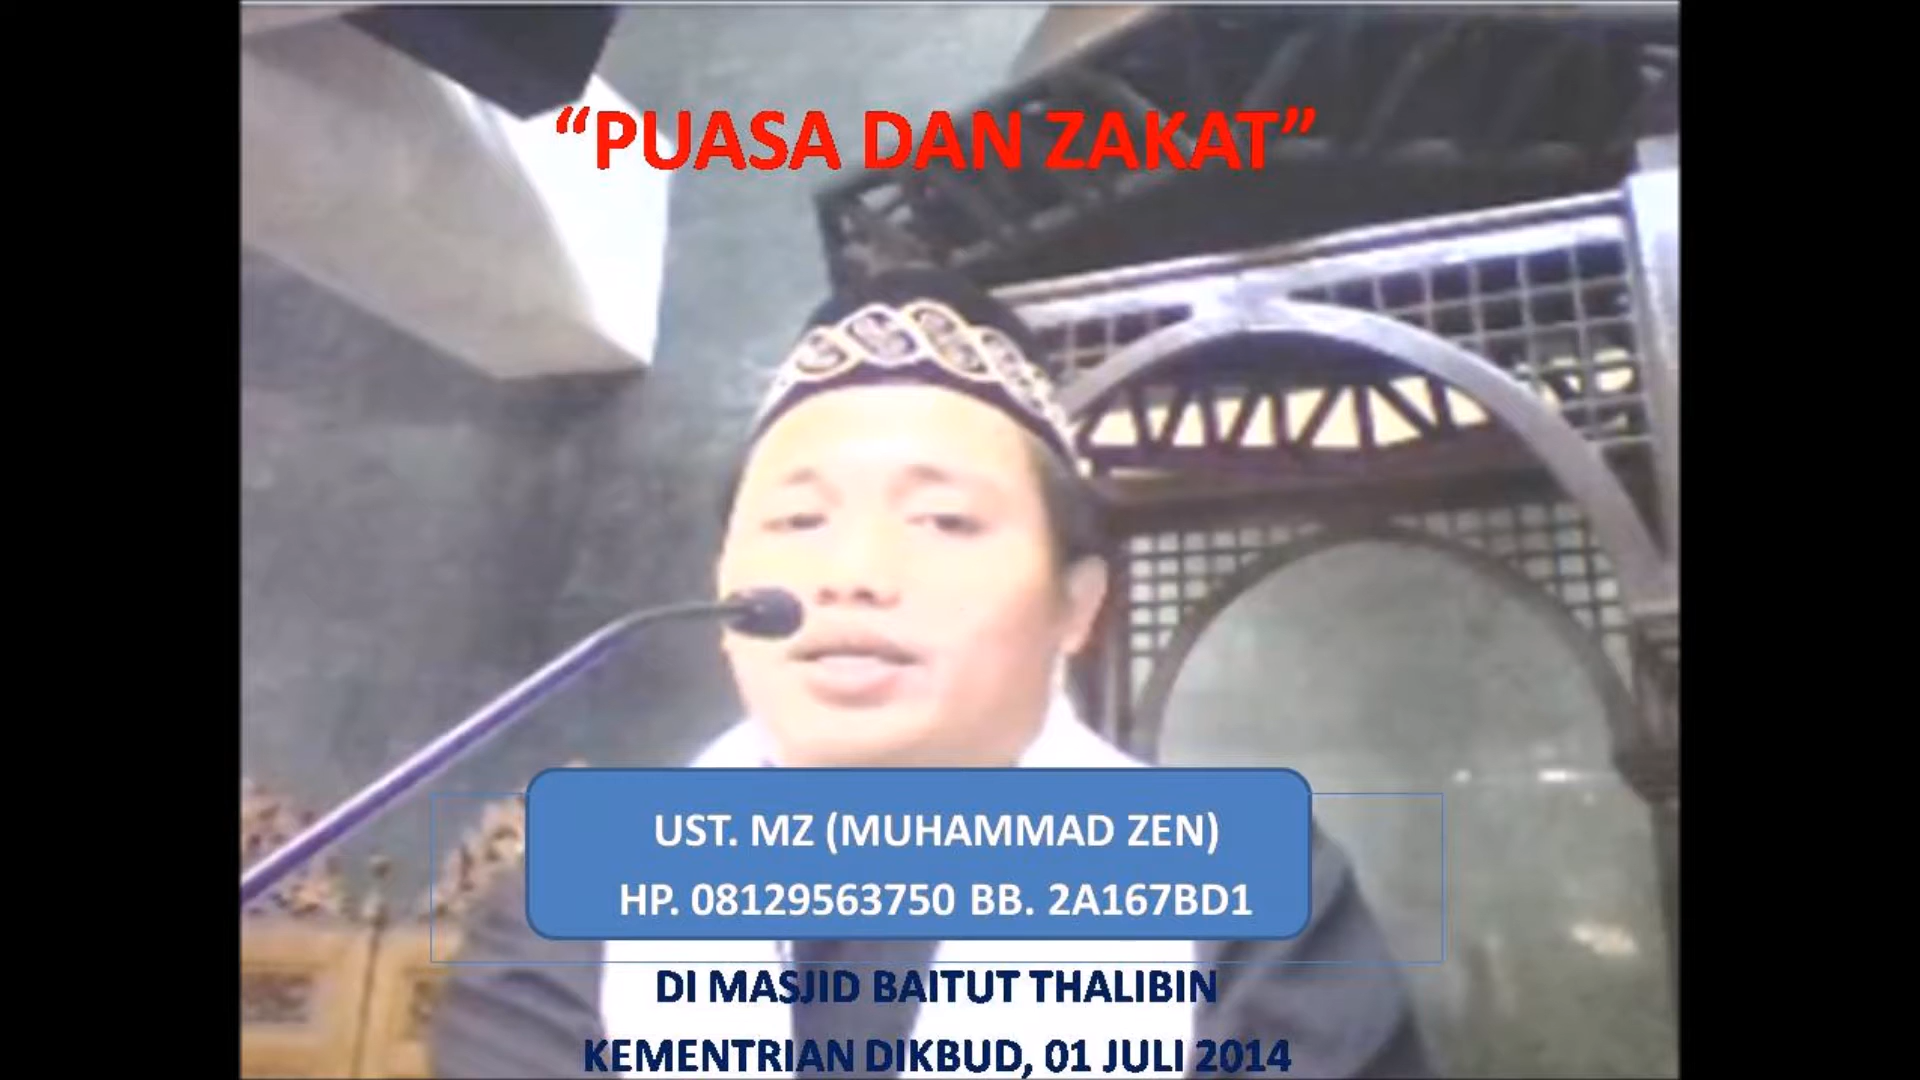 “PUASA DAN ZAKAT”
UST. MZ (MUHAMMAD ZEN)
HP. 08129563750 BB. 2A167BD1
DI MASJID BAITUT THALIBIN
KEMENTRIAN DIKBUD, 01 JULI 2014